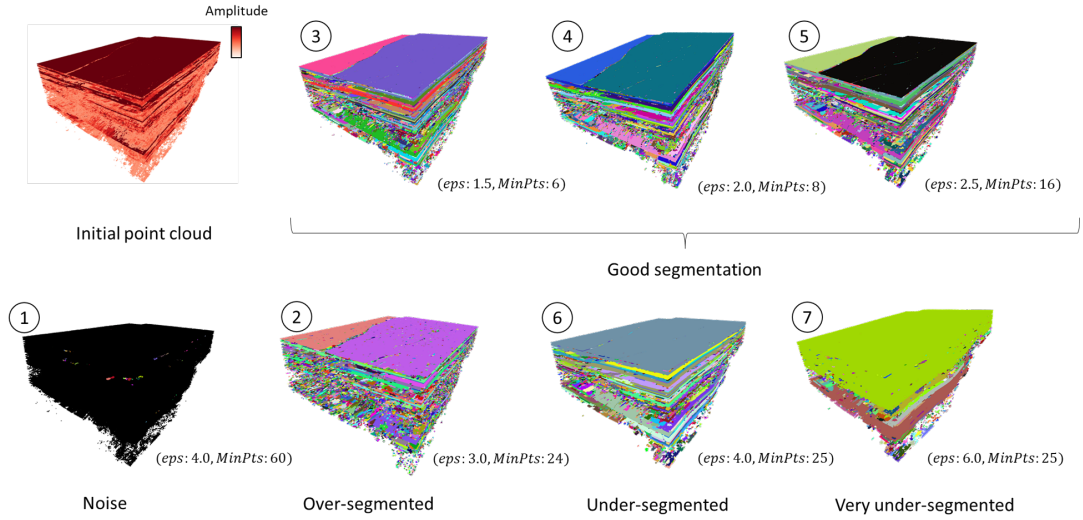 Amplitude
3
4
5
(eps: 1.5, MinPts: 6)
(eps: 2.0, MinPts: 8)
(eps: 2.5, MinPts: 16)
Initial point cloud
Good segmentation
1
2
6
7
(eps: 4.0, MinPts: 60)
(eps: 3.0, MinPts: 24)
(eps: 4.0, MinPts: 25)
(eps: 6.0, MinPts: 25)
Noise
Over-segmented
Under-segmented
Very under-segmented